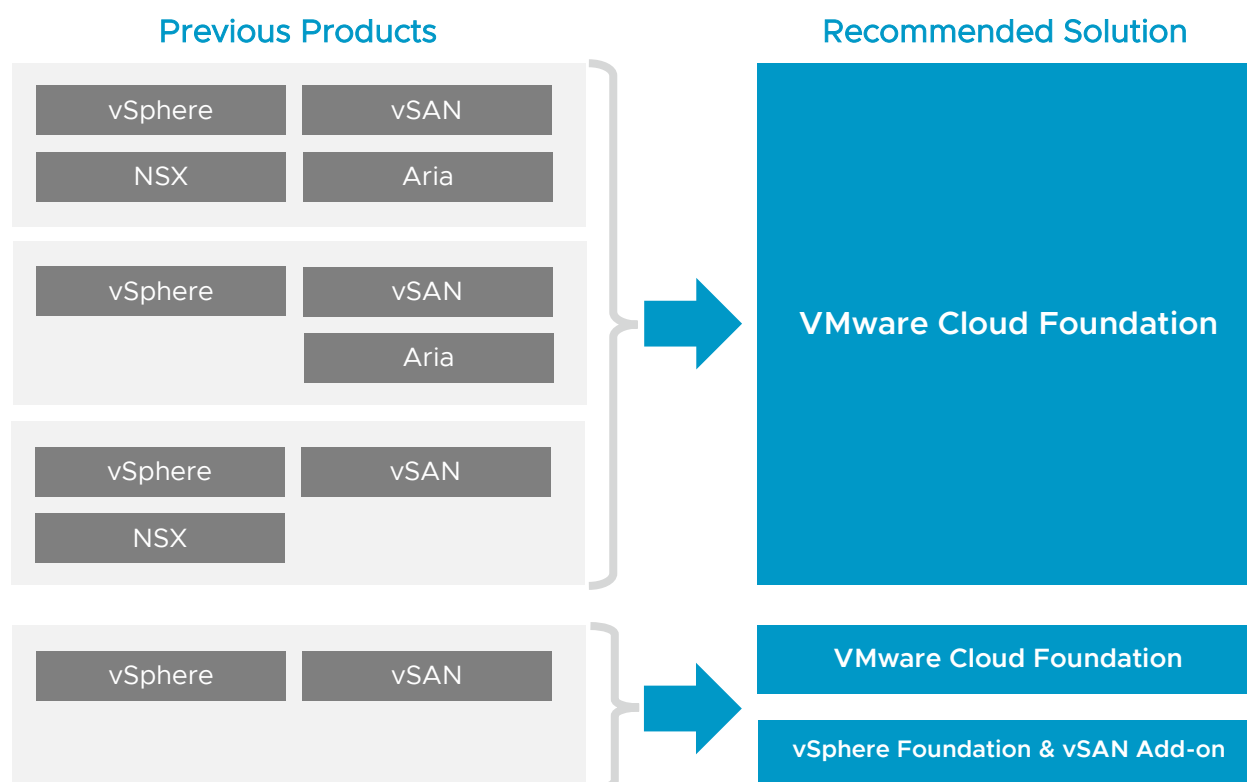 Previous Products
Recommended Solution
vSphere
vSAN
NSX
Aria
vSphere
vSAN
Aria
vSphere
vSAN
NSX
VMware Cloud Foundation
vSphere
vSAN
VMware Cloud Foundation
vSphere Foundation & vSAN Add-on